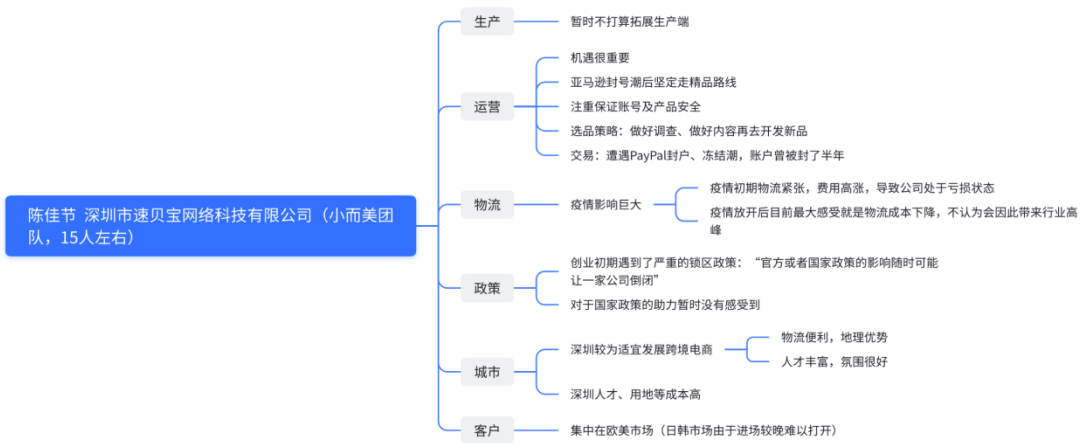 陈佳节 深圳市速贝宝网络科技有限公司（小而美团
队，15人左右）
生产
暂时不打算拓展生产端
运营
机遇很重要
亚马逊封号潮后坚定走精品路线
注重保证账号及产品安全
选品策略：做好调查、做好内容再去开发新品
交易：遭遇PayPal封户、冻结潮，账户曾被封了半年
物流
疫情影响巨大
疫情初期物流紧张，费用高涨，导致公司处于亏损状态
疫情放开后目前最大感受就是物流成本下降，不认为会因此带来行业高
峰
政策
创业初期遇到了严重的锁区政策：“官方或者国家政策的影响随时可能
让一家公司倒闭”
对于国家政策的助力暂时没有感受到
城市
深圳较为适宜发展跨境电商
物流便利，地理优势
人才丰富，氛围很好
深圳人才、用地等成本高
客户
集中在欧美市场（日韩市场由于进场较晚难以打开）